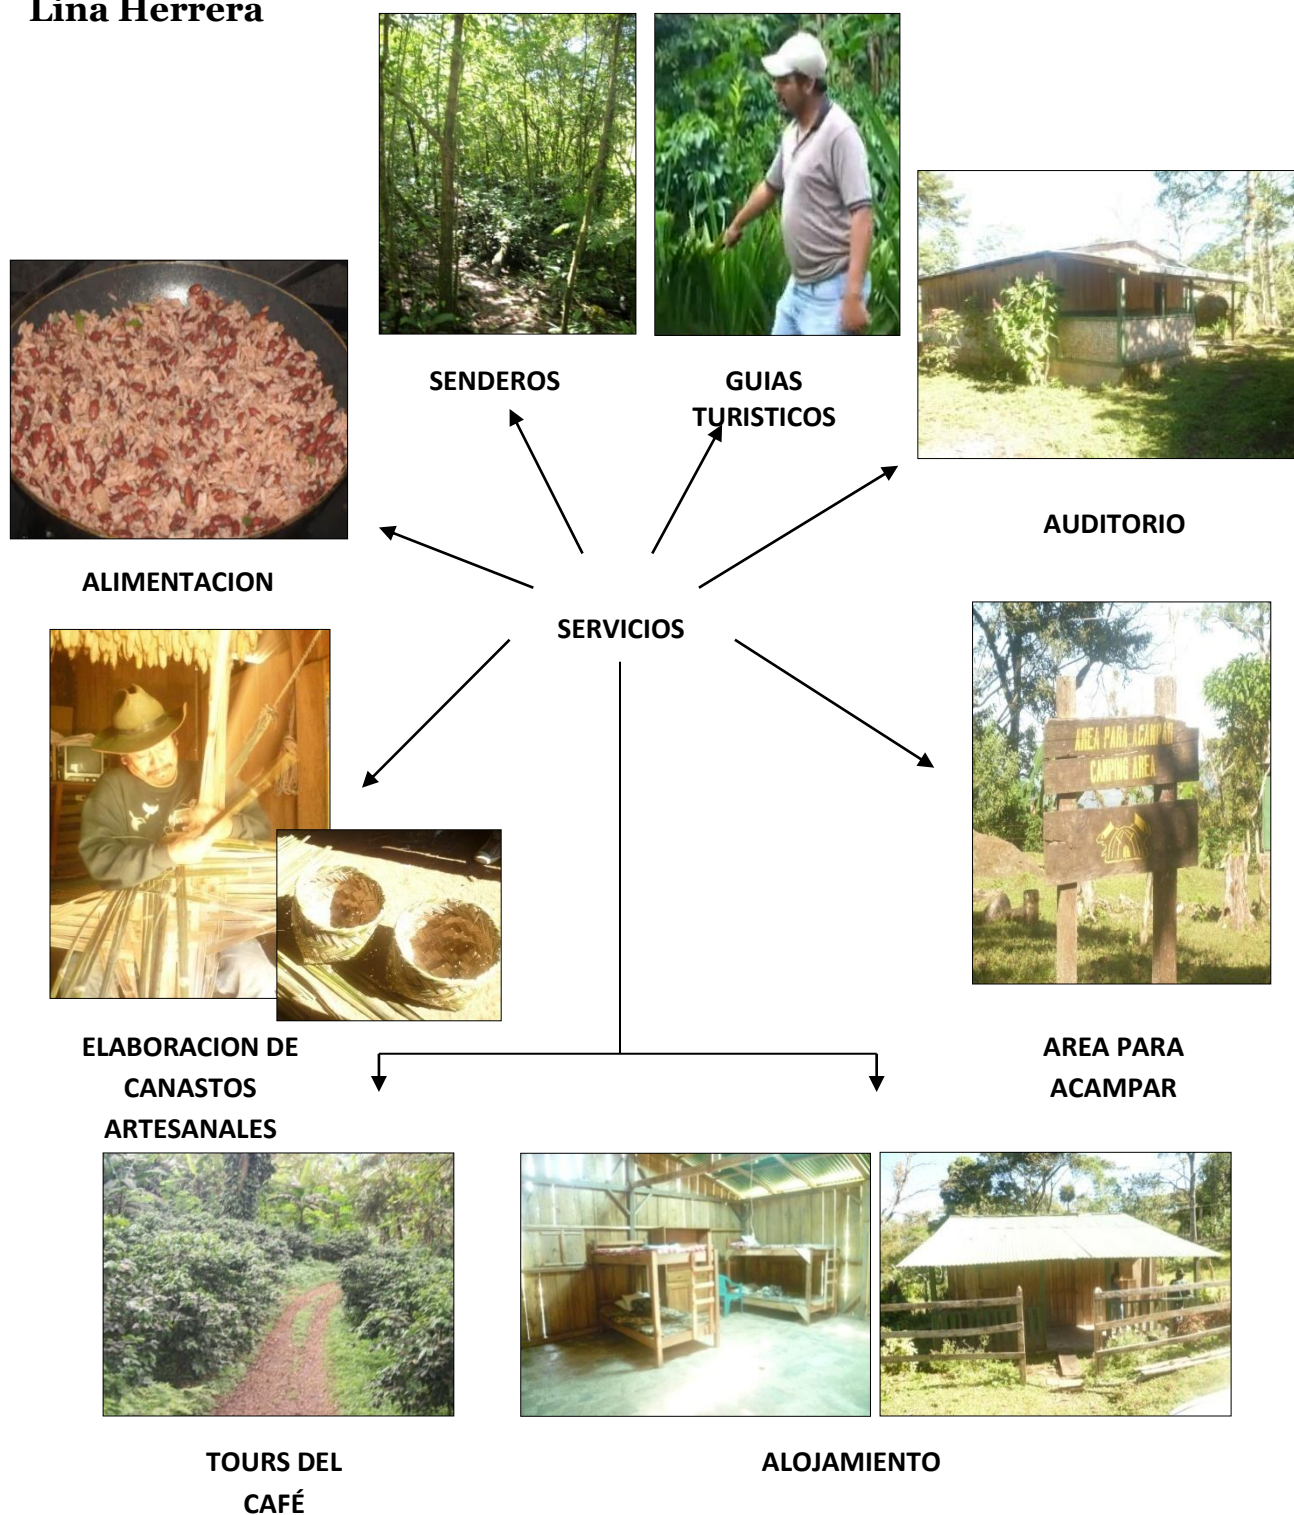 Lina Herrera
SENDEROS
GUIAS
TURISTICOS
AUDITORIO
ALIMENTACION
SERVICIOS
AREA PARA ACAMPAR
CAMPING AREA
ELABORACION DE
CANASTOS
ARTESANALES
AREA PARA
ACAMPAR
TOURS DEL
CAFÉ
ALOJAMIENTO